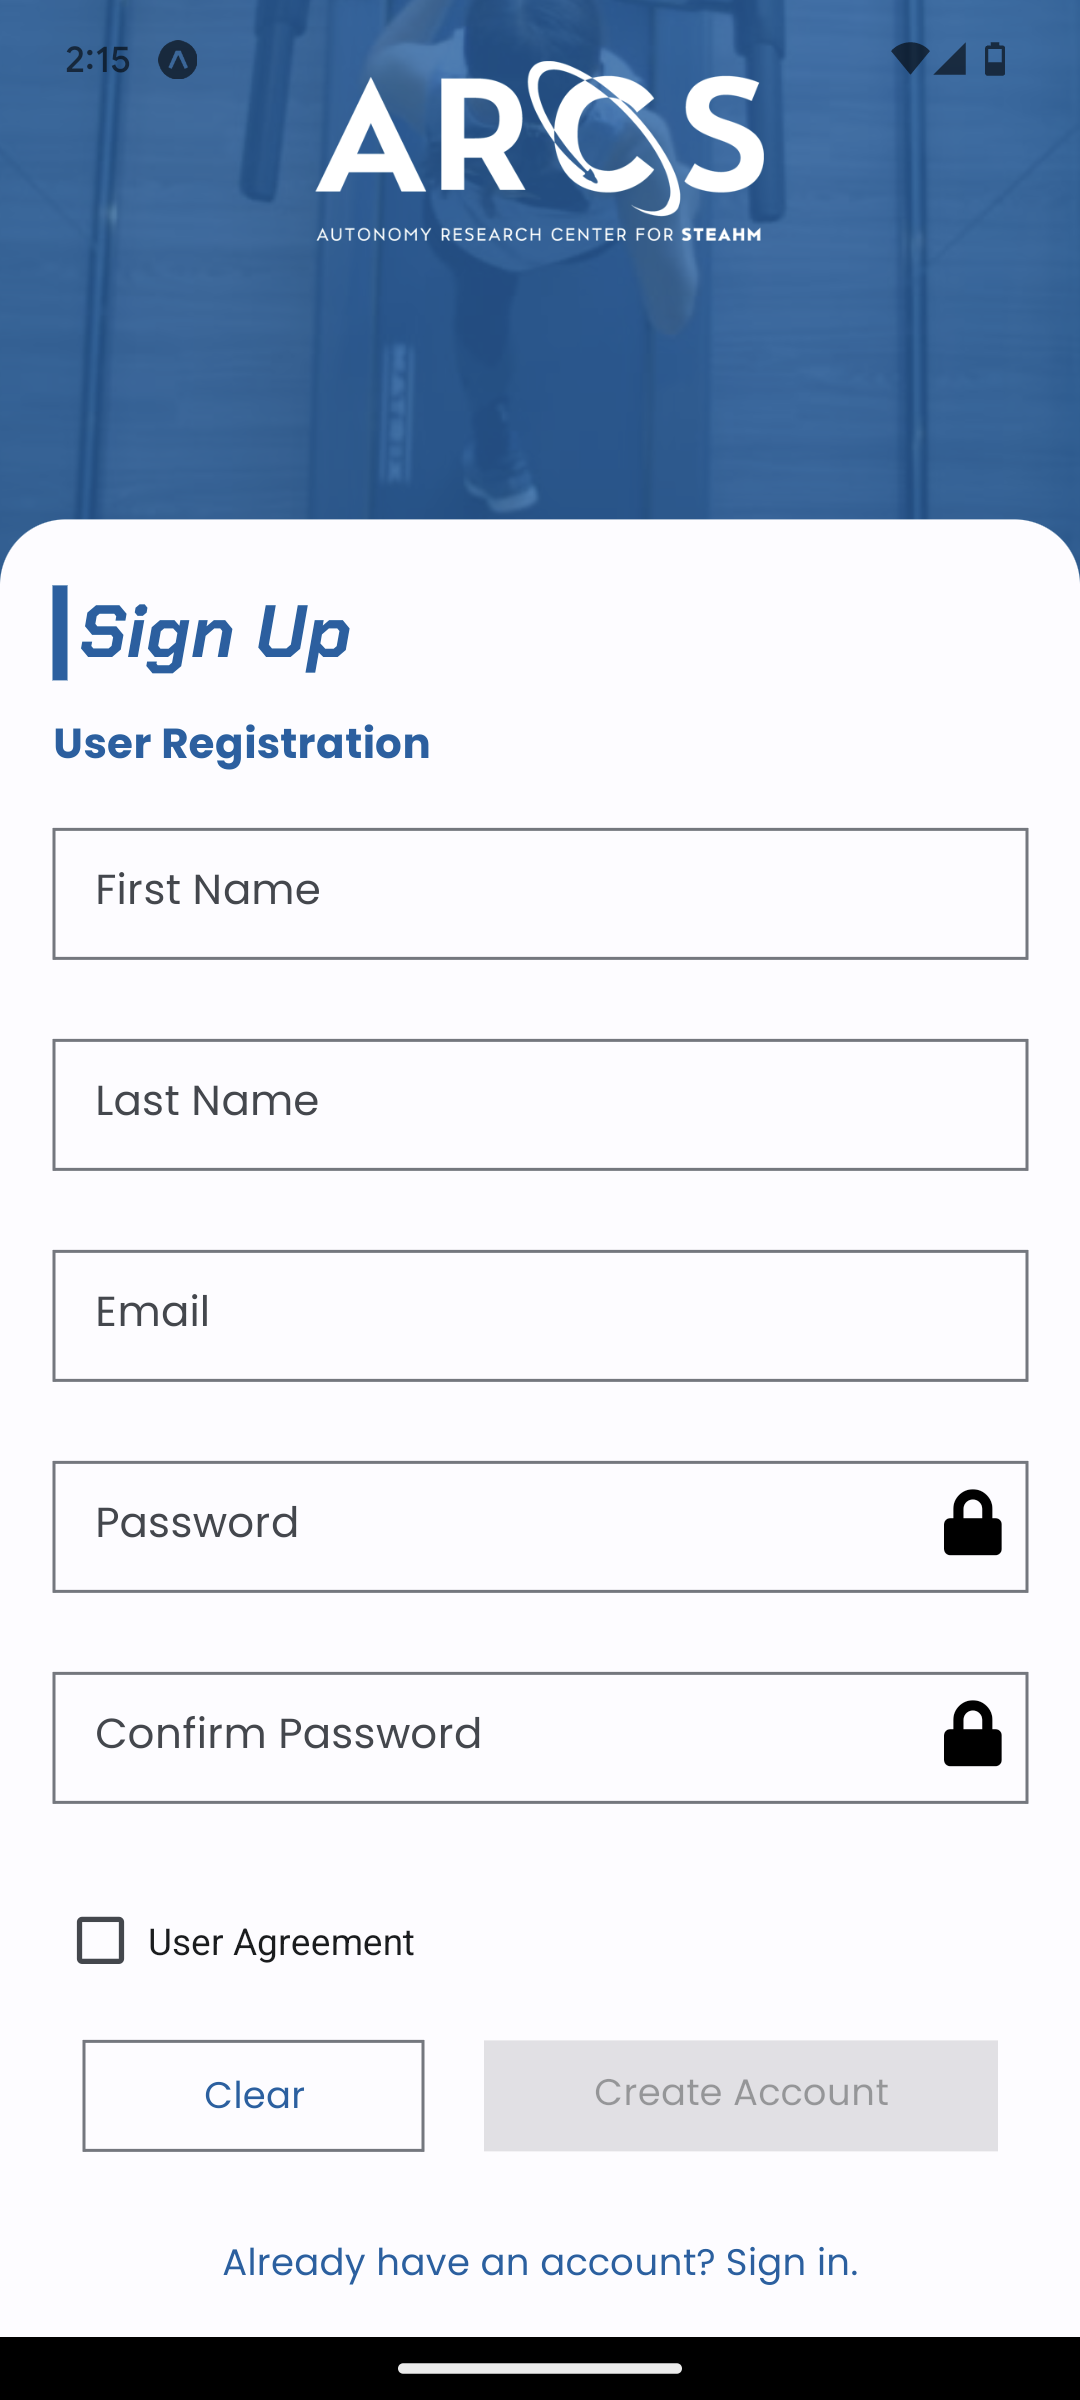 2:15
ARCS
AUTONOMY RESEARCH CENTER FOR STEAHM
MATRIX
Sign Up
User Registration
First Name
Last Name
Email
Password
Confirm Password
User Agreement
Clear
Create Account
Already have an account? Sign in.